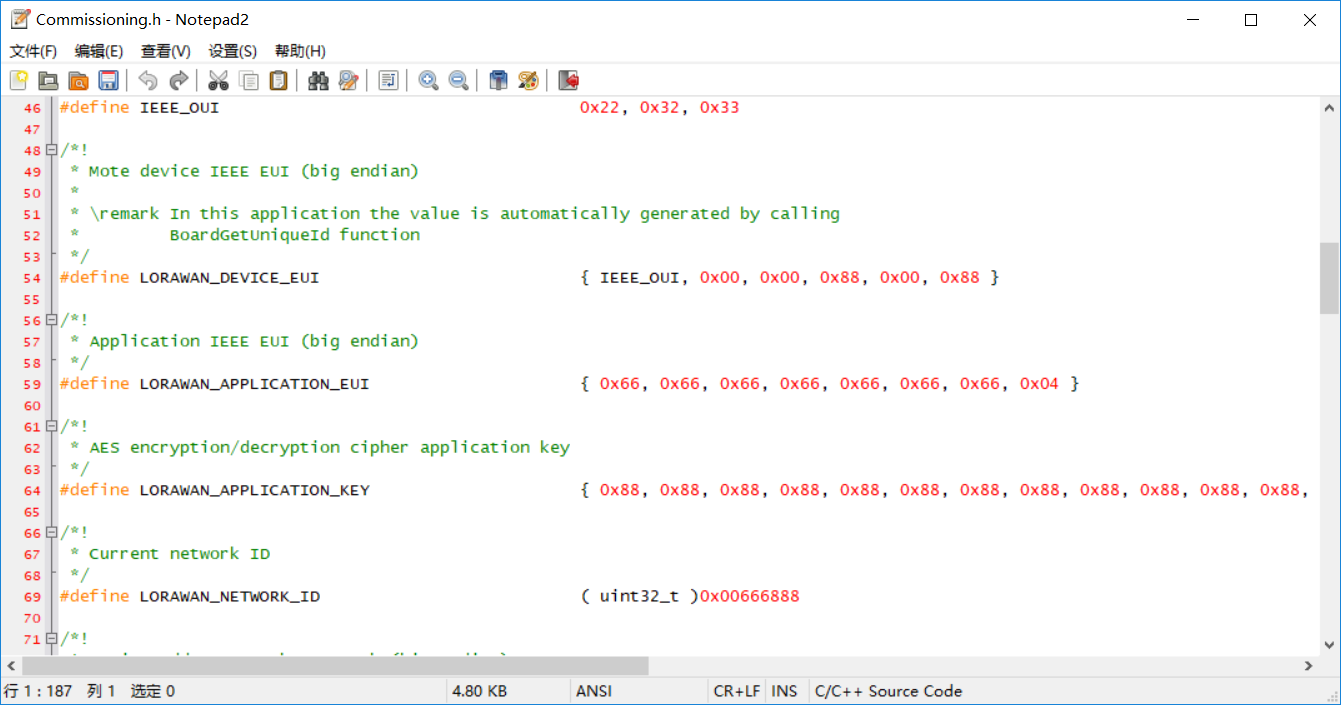 Commissioning.h - Notepad2
文件(F) 编辑(E) 查看(V) 设置(S) 帮助(H)
46 #define IEEE_OUI 0x22, 0x32, 0x33
47
48 /*!
49 * Mote device IEEE EUI (big endian)
50 *
51 * \remark In this application the value is automatically generated by calling
52 * BoardGetUniqueId function
53 */
54 #define LORAWAN_DEVICE_EUI { IEEE_OUI, 0x00, 0x00, 0x88, 0x00, 0x88 }
55
56 /*!
57 * Application IEEE EUI (big endian)
58 */
59 #define LORAWAN_APPLICATION_EUI { 0x66, 0x66, 0x66, 0x66, 0x66, 0x66, 0x66, 0x04 }
60
61 /*!
62 * AES encryption/decryption cipher application key
63 */
64 #define LORAWAN_APPLICATION_KEY { 0x88, 0x88, 0x88, 0x88, 0x88, 0x88, 0x88, 0x88, 0x88, 0x88, 0x88, 0x88,
65
66 /*!
67 * Current network ID
68 */
69 #define LORAWAN_NETWORK_ID ( uint32_t )0x00666888
70
71 /*!
行 1 : 187 列 1 选定 0 4.80 KB ANSI CR+LF INS C/C++ Source Code